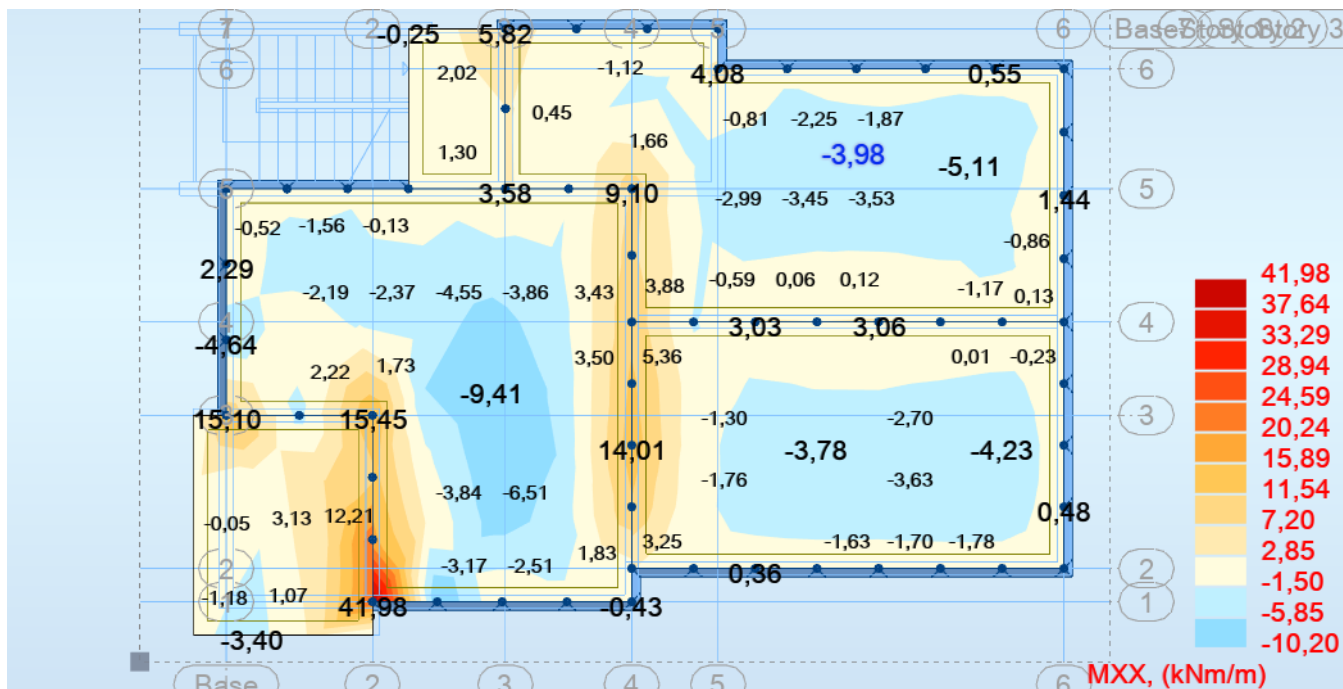 7 2 3 4 5 6 Base Story 1 Story 2 Story 3
-0,25 5,82
6 2,02 -1,12 4,08 0,55 6
0,45 -0,81 -2,25 -1,87
1,30 1,66 -3,98 -5,11
5 3,58 9,10 -2,99 -3,45 -3,53 1,44 5
-0,52 -1,56 -0,13 -0,86
2,29 41,98
-2,19 -2,37 -4,55 -3,86 3,43 3,88 -0,59 0,06 0,12 -1,17 0,13 37,64
4 3,03 3,06 4 33,29
-4,64 2,22 1,73 3,50 5,36 0,01 -0,23 28,94
-9,41 24,59
15,10 15,45 -1,30 -2,70 3 20,24
14,01 -3,78 -4,23 15,89
-3,84 -6,51 -1,76 -3,63 11,54
-0,05 3,13 12,21 0,48 7,20
-3,17 -2,51 1,83 3,25 -1,63 -1,70 -1,78 2,85
2 0,36 2 -1,50
-1,18 1,07 41,98 -0,43 1 -5,85
-3,40 -10,20
Base 2 3 4 5 6 MXX, (kNm/m)